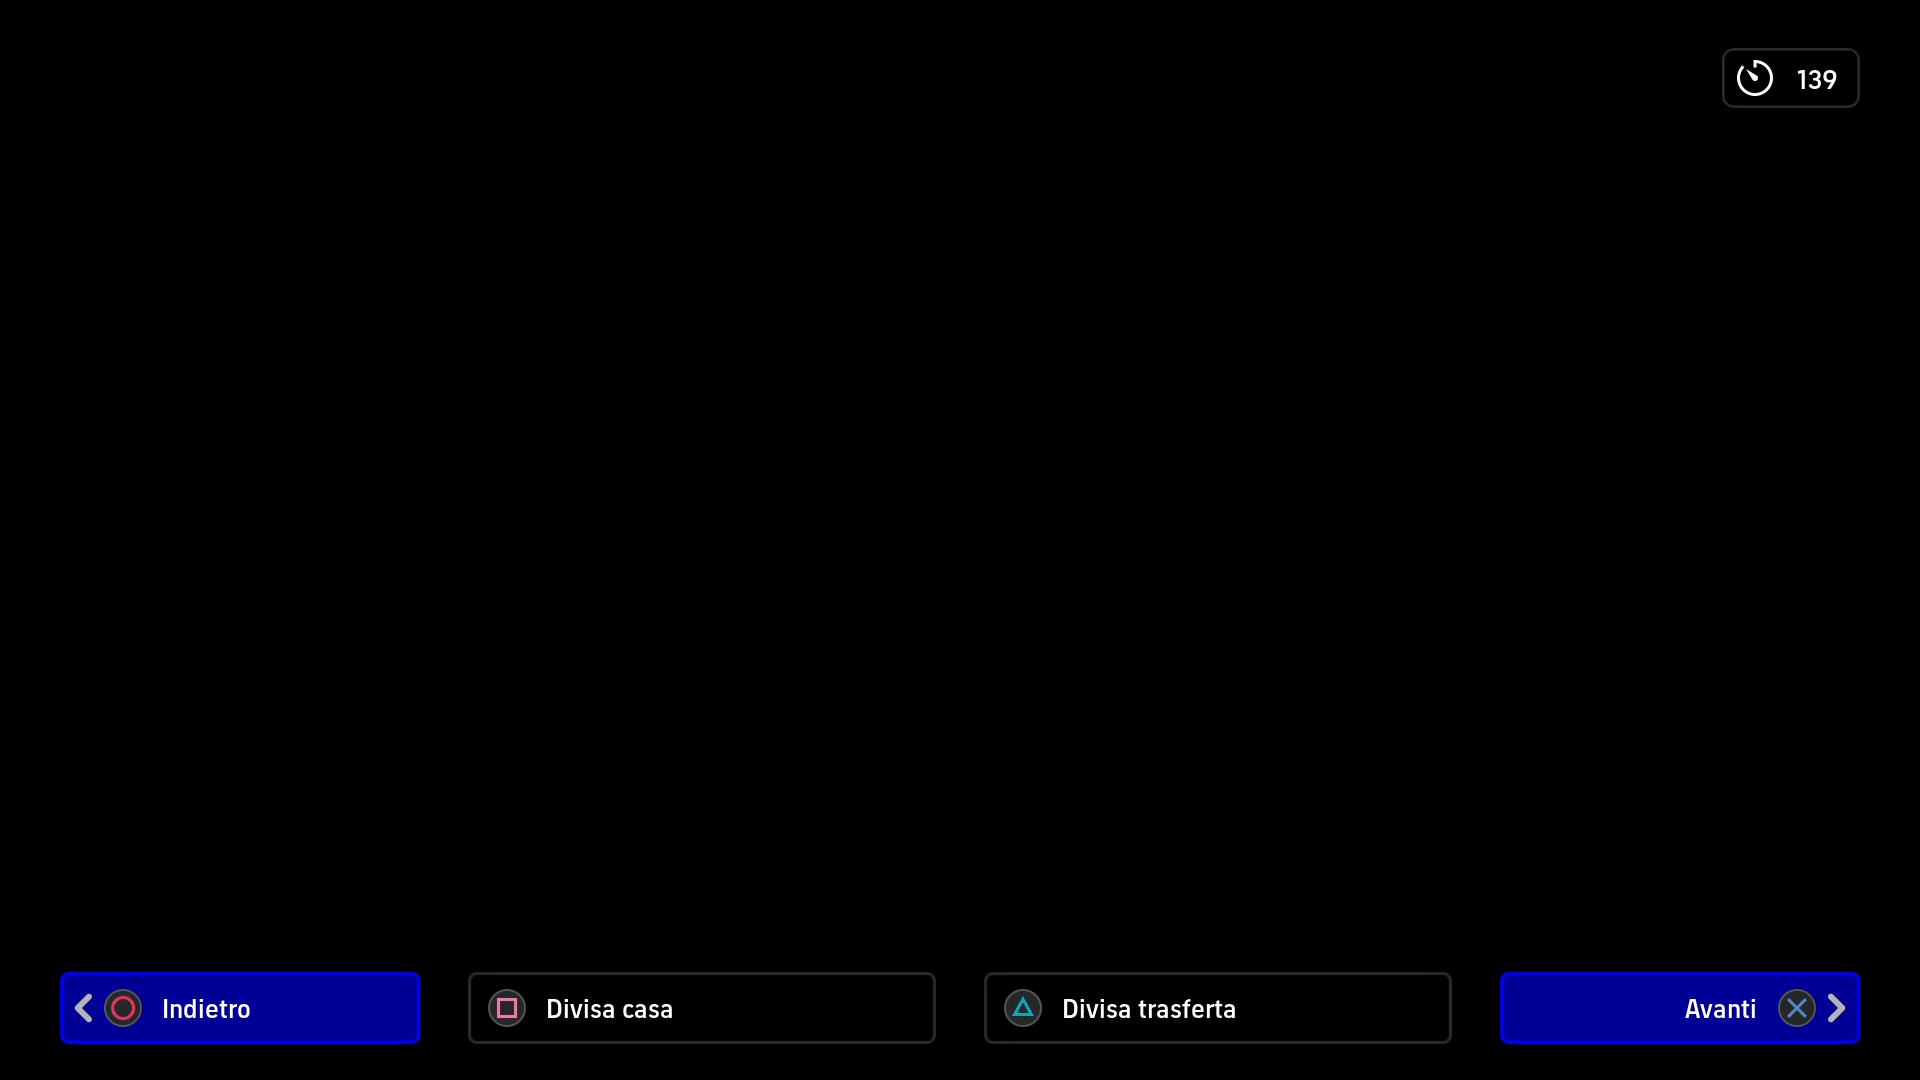 139
Indietro
Divisa casa
Divisa trasferta
Avanti